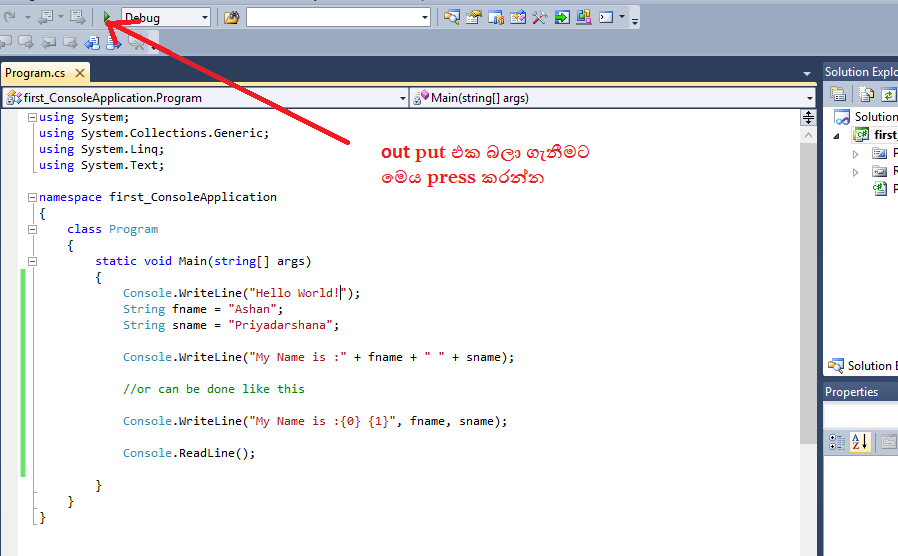 Debug
Program.cs
Solution Explo
first_ConsoleApplication.Program
Main(string[] args)
Solution
first_
P
R
P
using System;
using System.Collections.Generic;
using System.Linq;
using System.Text;
out put එක බලා ගැනීමට
මෙය press කරන්න
namespace first_ConsoleApplication
{
class Program
{
static void Main(string[] args)
{
Console.WriteLine("Hello World!");
String fname = "Ashan";
String sname = "Priyadarshana";
Console.WriteLine("My Name is :" + fname + " " + sname);
//or can be done like this
Console.WriteLine("My Name is :{0} {1}", fname, sname);
Console.ReadLine();
}
}
}
Solution E
Properties